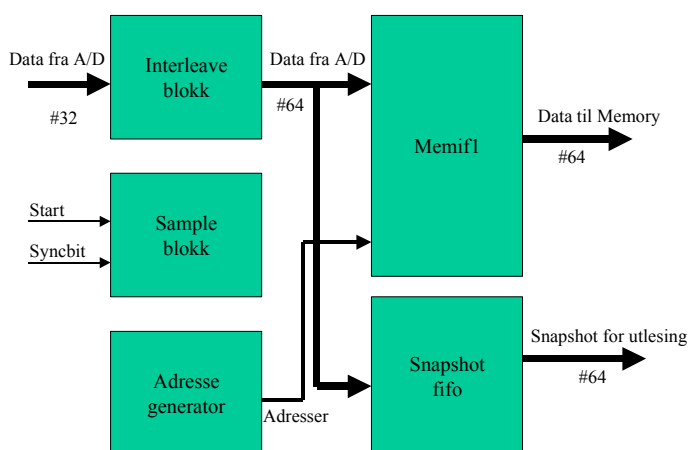 Data fra A/D
#32
Interleave
blokk
Data fra A/D
#64
Memif1
Data til Memory
#64
Start
Syncbit
Sample
blokk
Adresse
generator
Adresser
Snapshot
fifo
Snapshot for utlesing
#64